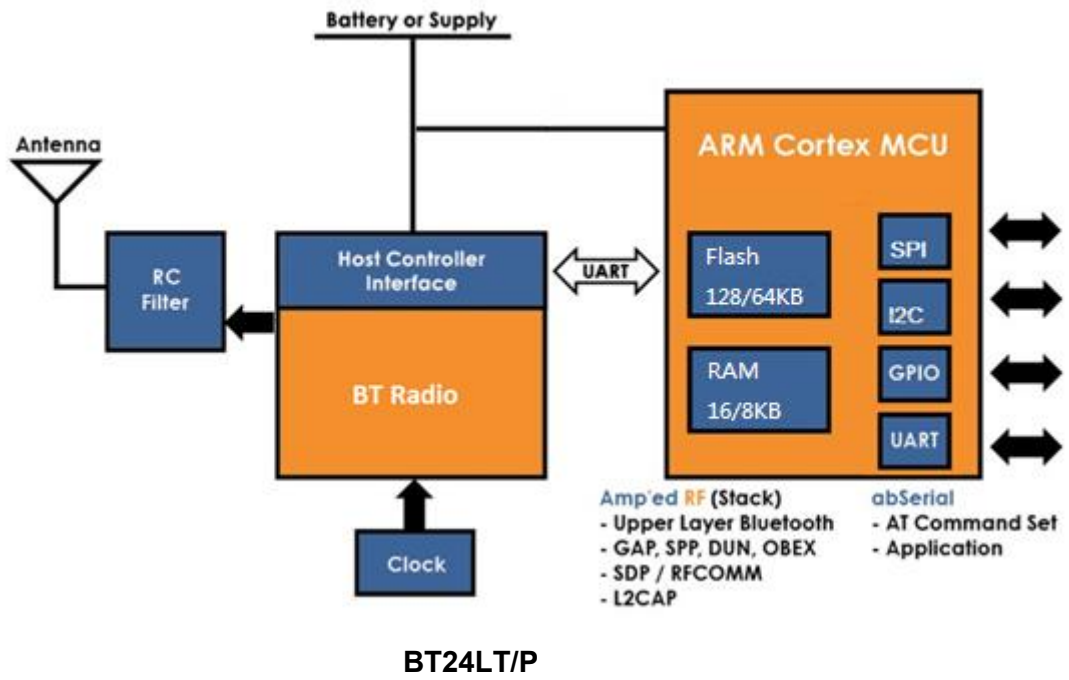 Battery or Supply
Antenna
ARM Cortex MCU
RC
Filter
Host Controller
Interface
UART
Flash
128/64KB
SPI
I2C
BT Radio
RAM
16/8KB
GPIO
UART
Clock
Amp'ed RF (Stack)
- Upper Layer Bluetooth
- GAP, SPP, DUN, OBEX
- SDP / RFCOMM
- L2CAP
abSerial
- AT Command Set
- Application
BT24LT/P